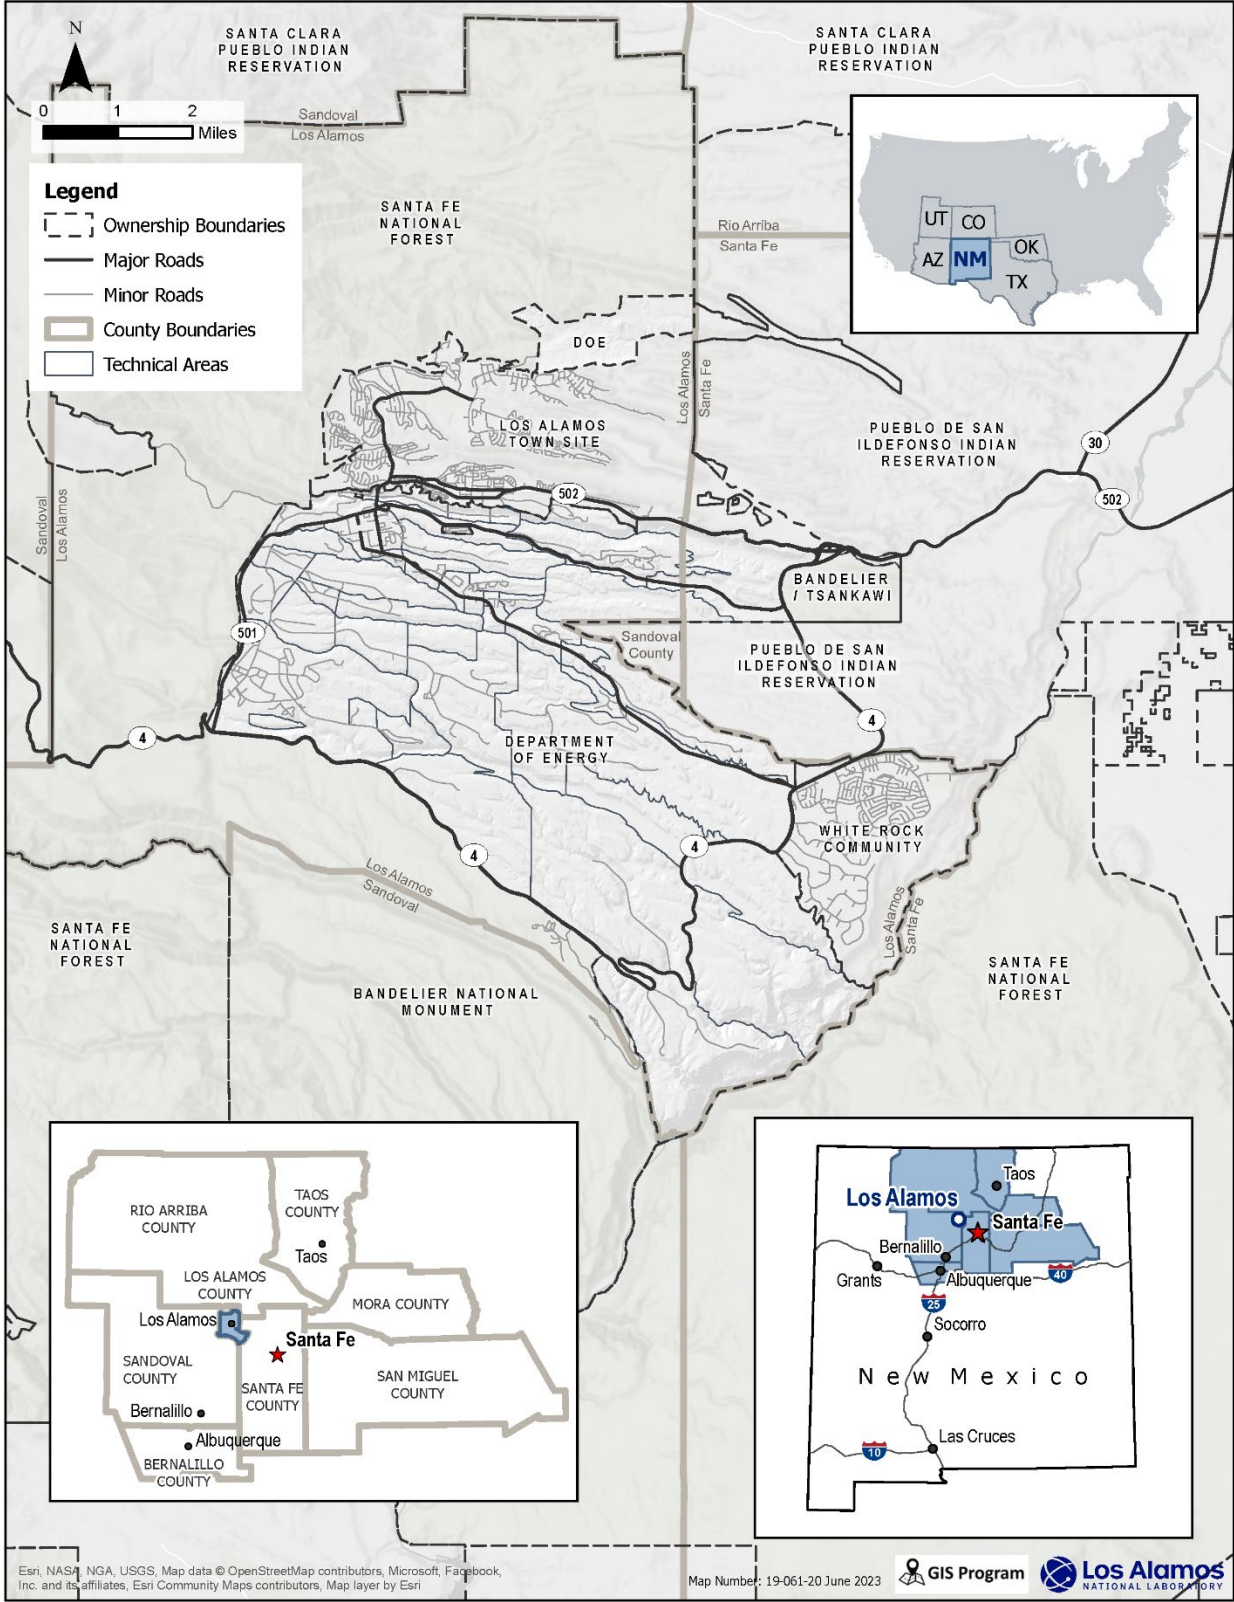 SANTA CLARA
PUEBLO INDIAN
RESERVATION
SANTA CLARA
PUEBLO INDIAN
RESERVATION
N
0 1 2
Miles
Sandoval
Los Alamos
Legend
Ownership Boundaries
Major Roads
Minor Roads
County Boundaries
Technical Areas
SANTA FE
NATIONAL
FOREST
Rio Arriba
Santa Fe
UT
CO
AZ
NM
OK
TX
DOE
Los Alamos
Santa Fe
LOS ALAMOS
TOWN SITE
PUEBLO DE SAN
ILDEFONSO INDIAN
RESERVATION
30
502
502
Sandoval
Los Alamos
BANDELIER
/ TSANKAWI
501
Sandoval
County
PUEBLO DE SAN
ILDEFONSO INDIAN
RESERVATION
4
4
DEPARTMENT
OF ENERGY
WHITE ROCK
COMMUNITY
4
4
Los Alamos
Sandoval
Los Alamos
Santa Fe
SANTA FE
NATIONAL
FOREST
BANDELIER NATIONAL
MONUMENT
SANTA FE
NATIONAL
FOREST
RIO ARRIBA
COUNTY
TAOS
COUNTY
Taos
LOS ALAMOS
COUNTY
MORA COUNTY
Los Alamos
Santa Fe
SANDOVAL
COUNTY
SANTA FE
COUNTY
SAN MIGUEL
COUNTY
Bernalillo
Albuquerque
BERNALILLO
COUNTY
Taos
Los Alamos
Santa Fe
Bernalillo
Grants
Albuquerque
40
25
Socorro
New Mexico
Las Cruces
10
Esri, NASA, NGA, USGS, Map data © OpenStreetMap contributors, Microsoft, Facebook,
Inc. and its affiliates, Esri Community Maps contributors, Map layer by Esri
Map Number: 19-061-20 June 2023
GIS Program
Los Alamos
NATIONAL LABORATORY